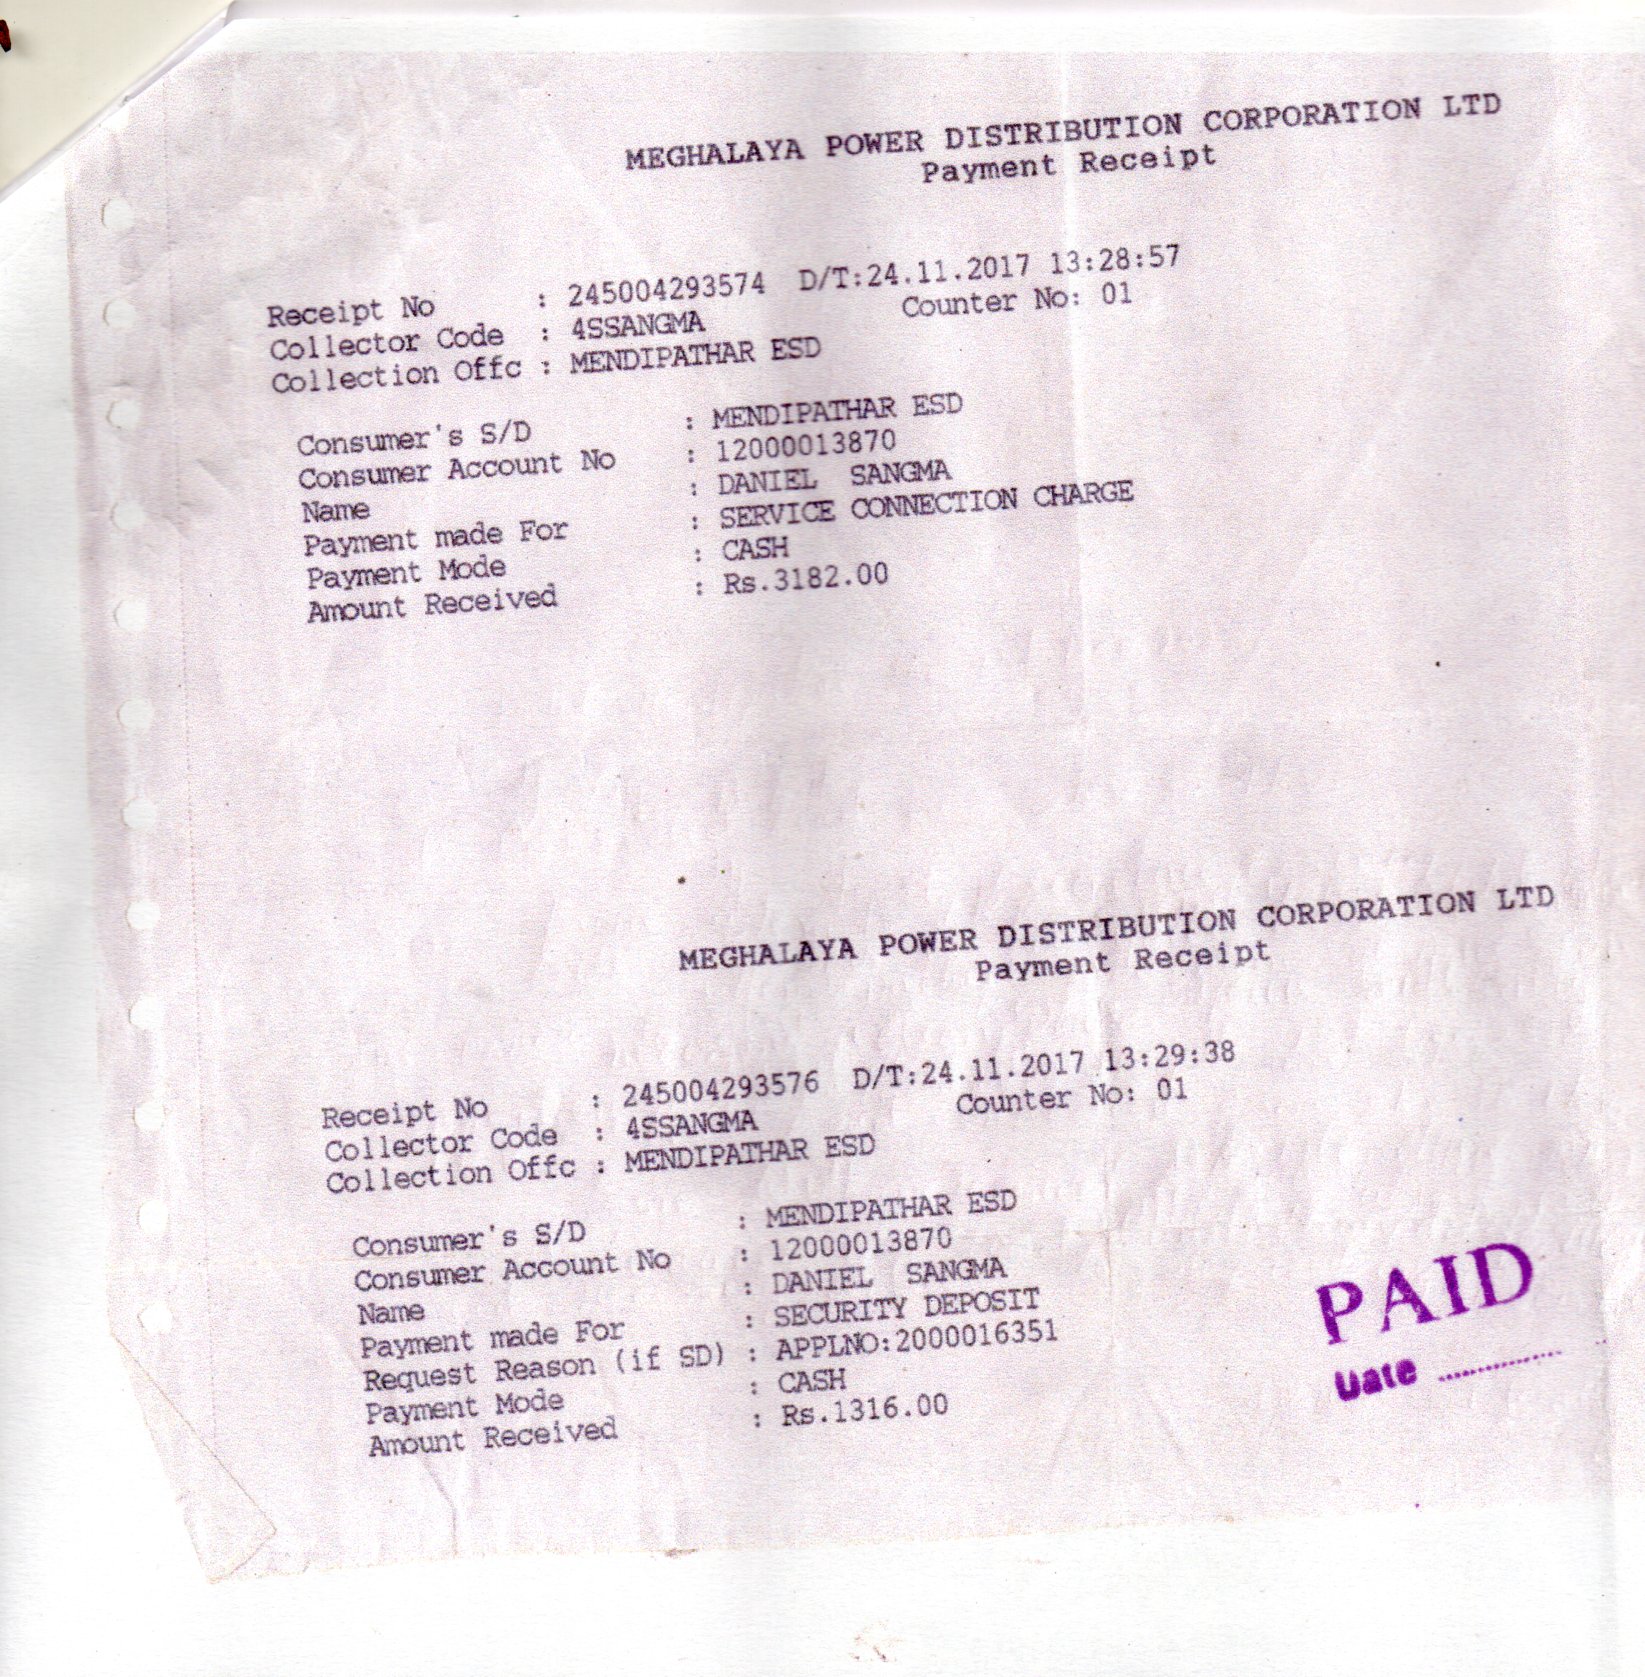 MEGHALAYA POWER DISTRIBUTION CORPORATION LTD
Payment Receipt
Receipt No : 245004293574 D/T:24.11.2017 13:28:57
Collector Code : 4SSANGMA Counter No: 01
Collection Offc : MENDIPATHAR ESD
Consumer's S/D : MENDIPATHAR ESD
Consumer Account No : 12000013870
Name : DANIEL SANGMA
Payment made For : SERVICE CONNECTION CHARGE
Payment Mode : CASH
Amount Received : Rs.3182.00
MEGHALAYA POWER DISTRIBUTION CORPORATION LTD
Payment Receipt
Receipt No : 245004293576 D/T:24.11.2017 13:29:38
Collector Code : 4SSANGMA Counter No: 01
Collection Offc : MENDIPATHAR ESD
Consumer's S/D : MENDIPATHAR ESD
Consumer Account No : 12000013870
Name : DANIEL SANGMA
Payment made For : SECURITY DEPOSIT
Request Reason (if SD) : APPLNO:2000016351
Payment Mode : CASH
Amount Received : Rs.1316.00
PAID
Date ..............